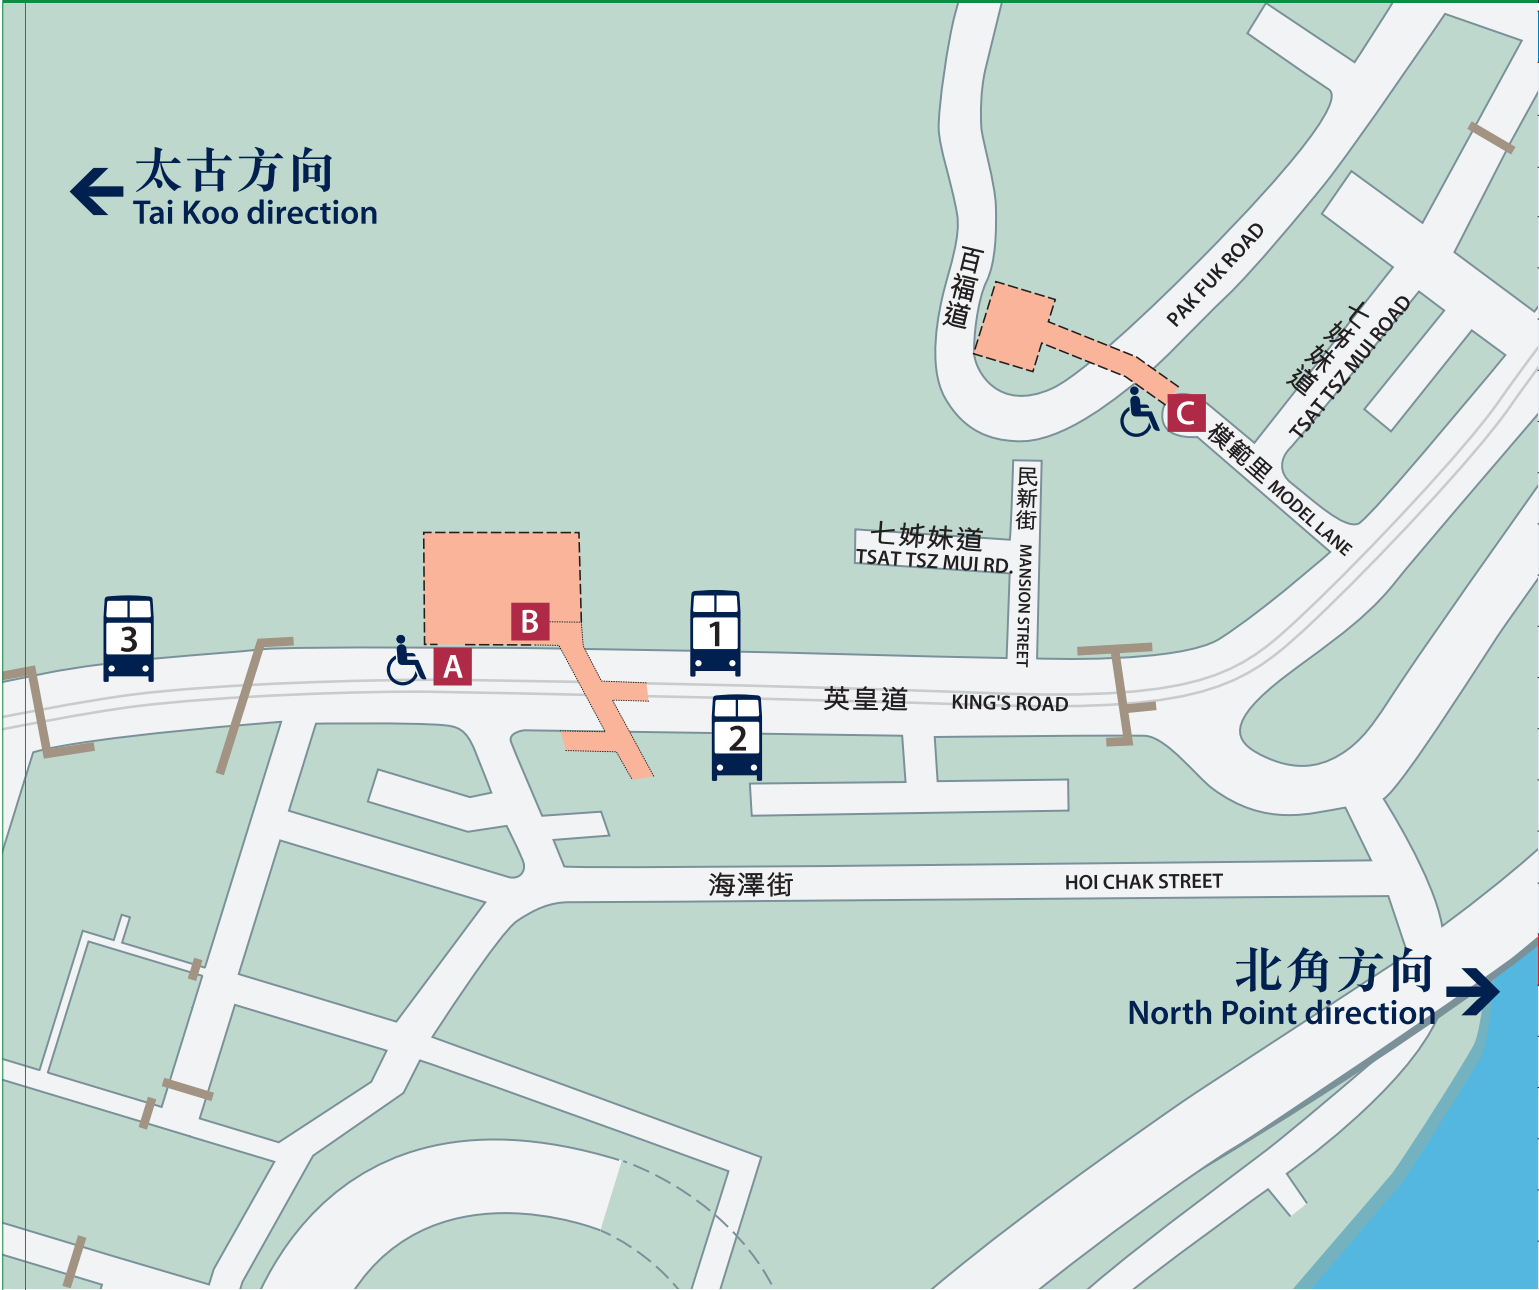 太古方向
Tai Koo direction
百福道
PAK FUK ROAD
七姊妹道
TSAT TSZ MUI ROAD
C
模範里 MODEL LANE
民新街 MANSION STREET
七姊妹道
TSAT TSZ MUI RD.
3
B
1
A
英皇道 KING'S ROAD
2
海澤街 HOI CHAK STREET
北角方向
North Point direction